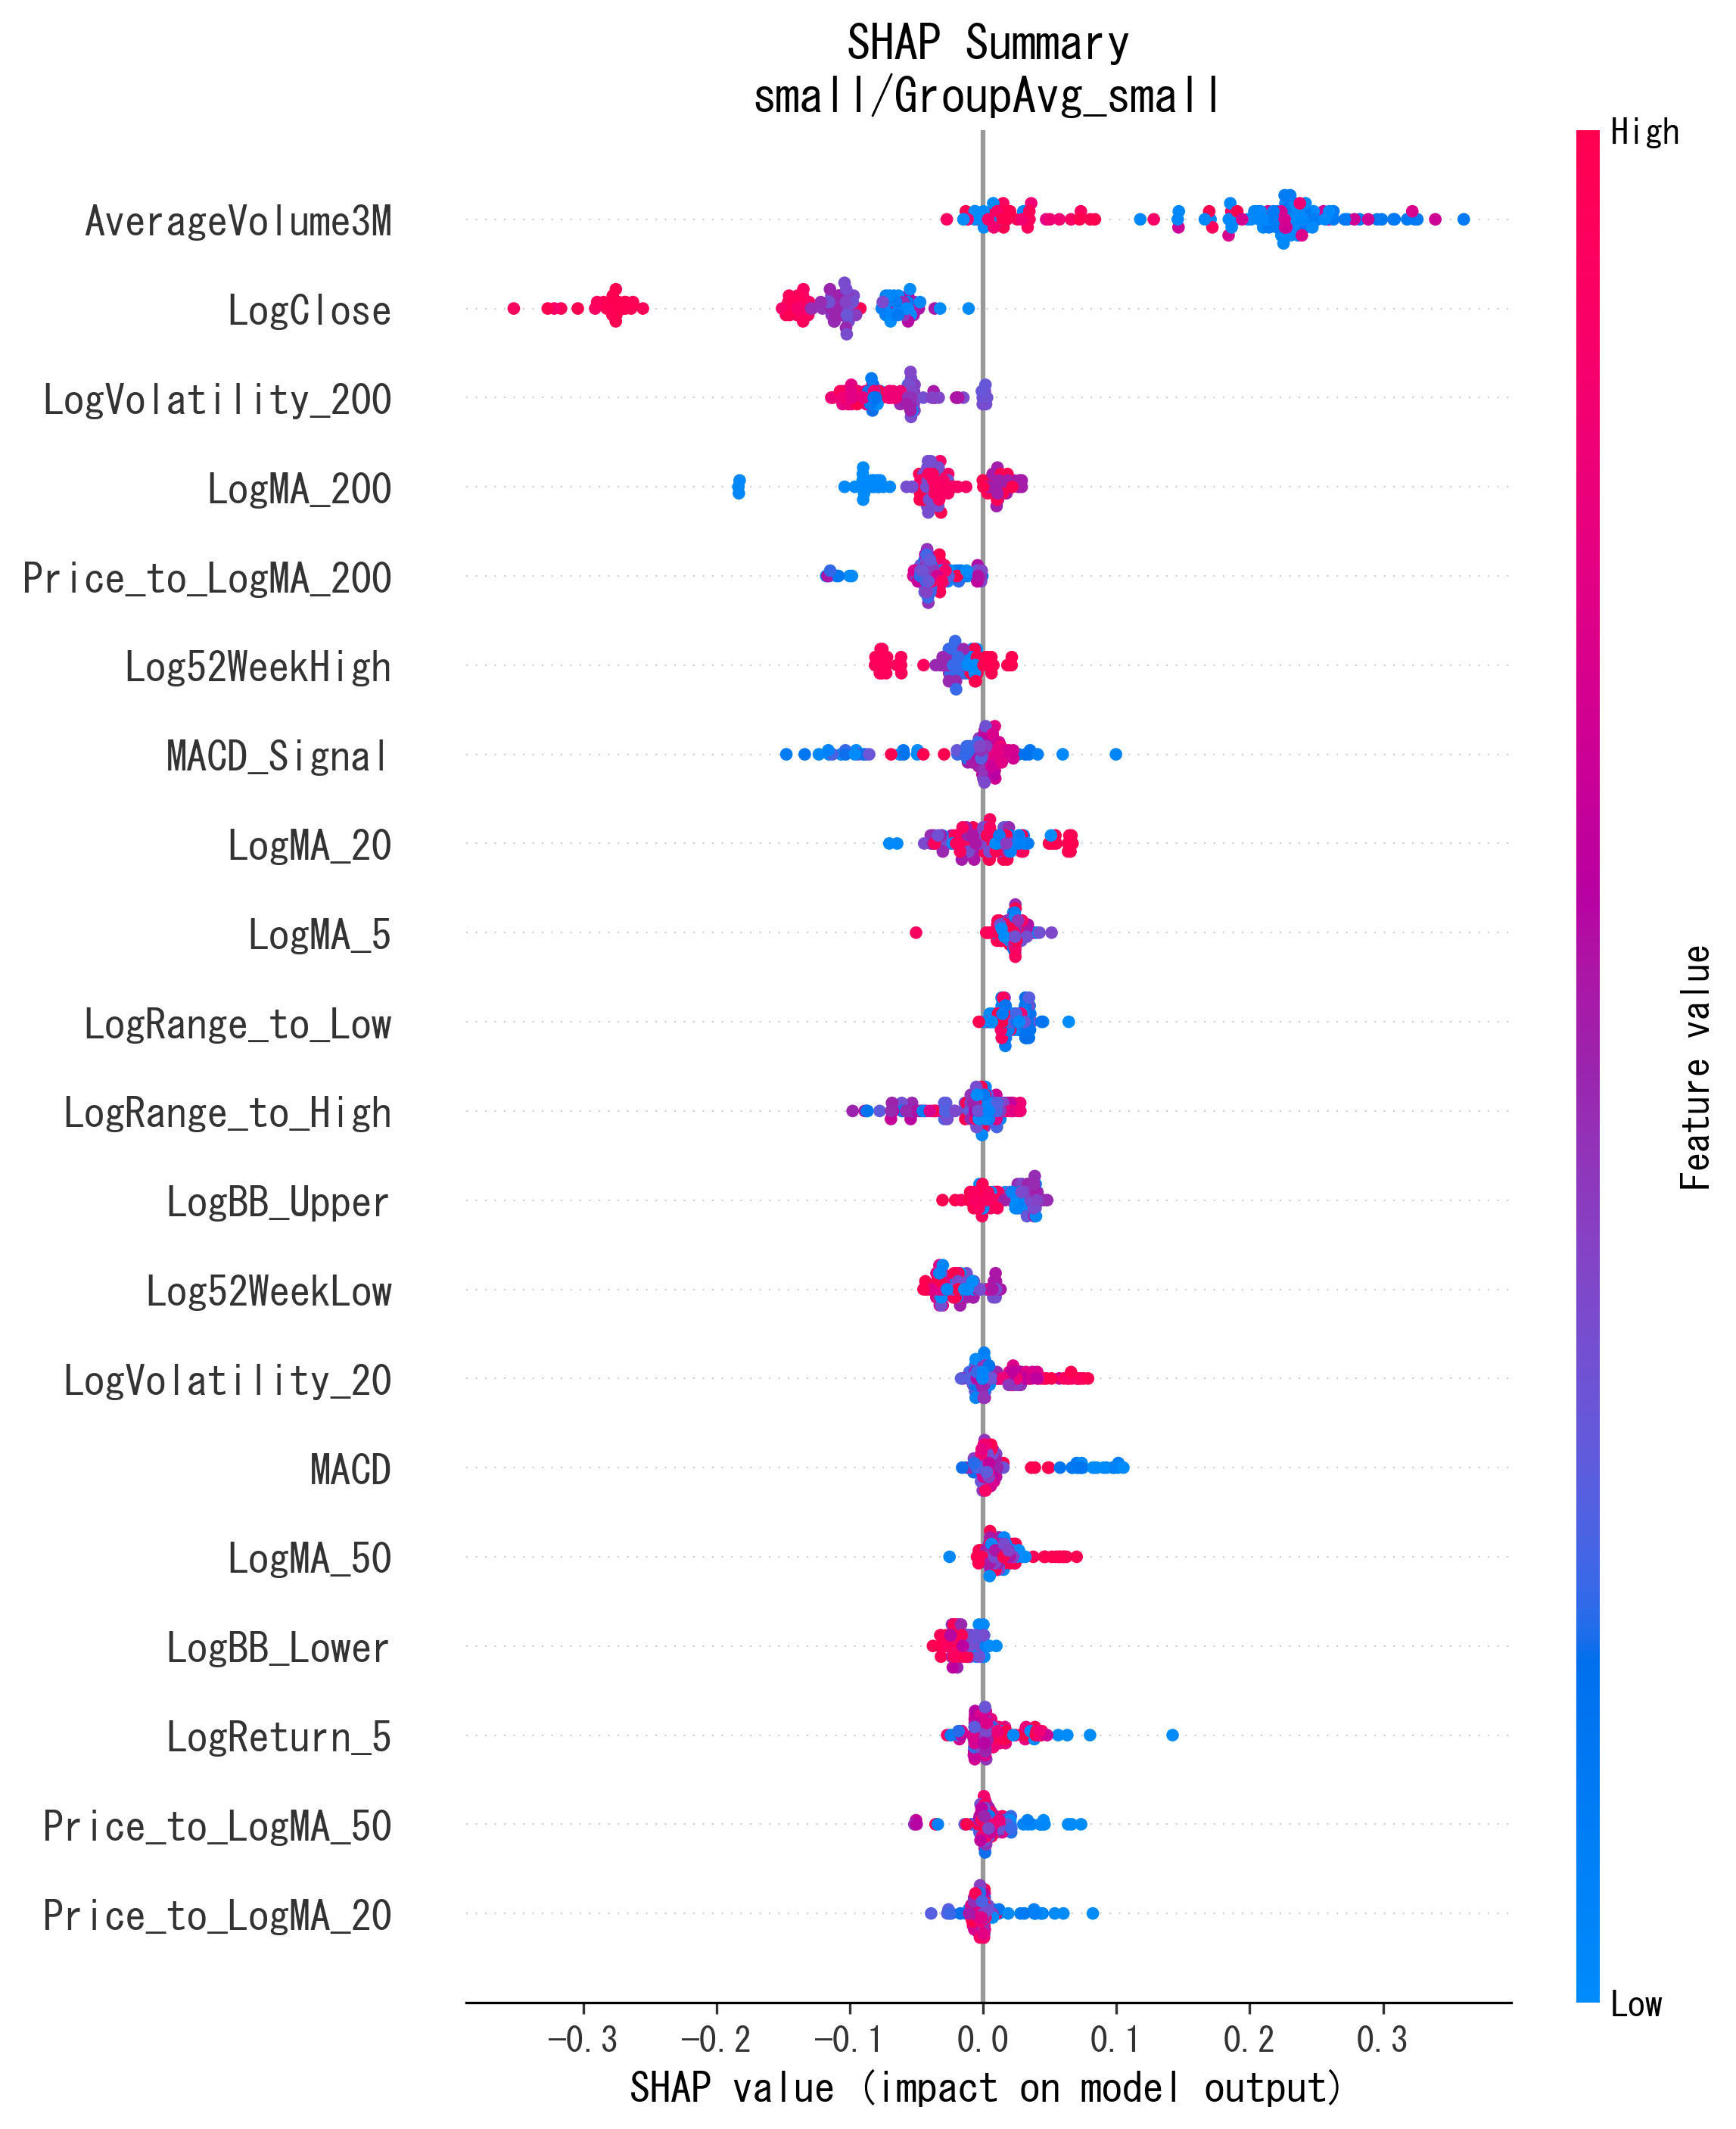 SHAP Summary
small/GroupAvg_small
High
AverageVolume3M
LogClose
LogVolatility_200
LogMA_200
Price_to_LogMA_200
Log52WeekHigh
MACD_Signal
LogMA_20
LogMA_5
LogRange_to_Low
LogRange_to_High
LogBB_Upper
Log52WeekLow
LogVolatility_20
MACD
LogMA_50
LogBB_Lower
LogReturn_5
Price_to_LogMA_50
Price_to_LogMA_20
Feature value
Low
−0.3 −0.2 −0.1 0.0 0.1 0.2 0.3
SHAP value (impact on model output)